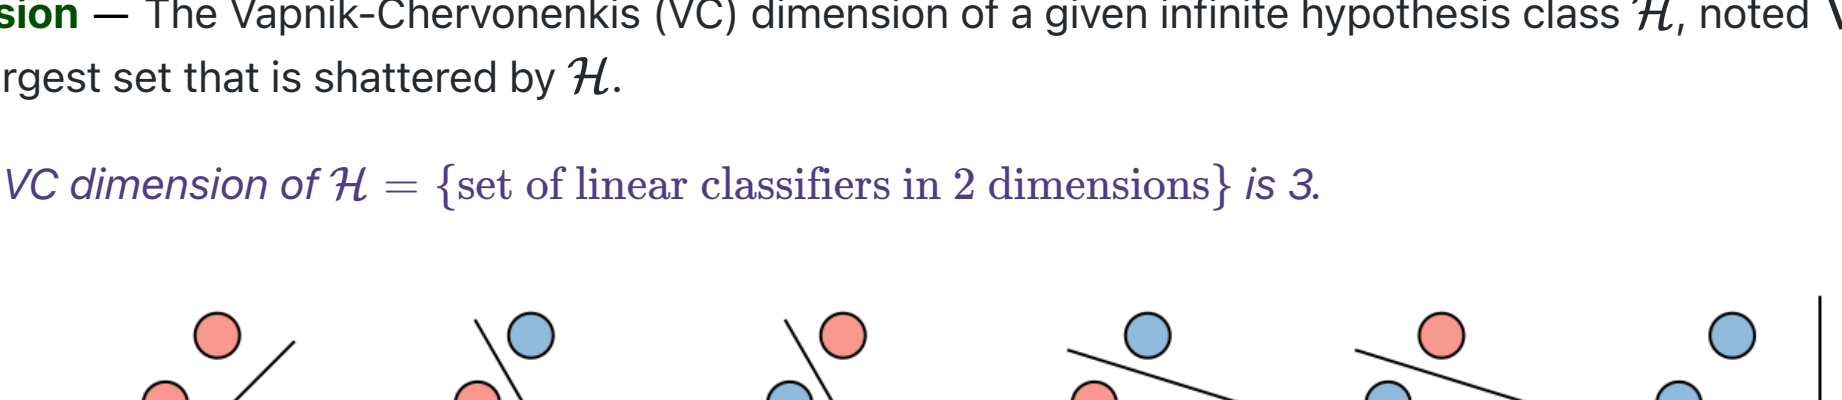 sion — The Vapnik-Chervonenkis (VC) dimension of a given infinite hypothesis class ℋ, noted
rgest set that is shattered by ℋ.
VC dimension of ℋ = {set of linear classifiers in 2 dimensions} is 3.